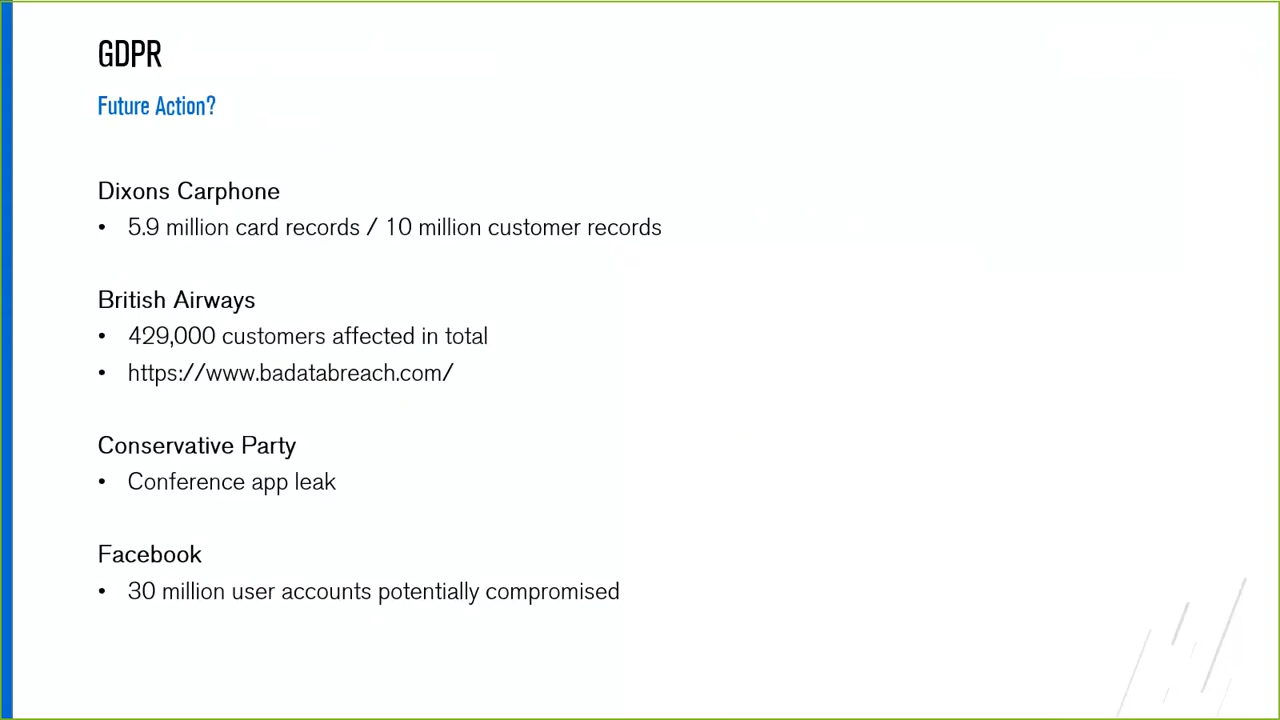 GDPR
Future Action?
Dixons Carphone
• 5.9 million card records / 10 million customer records
British Airways
• 429,000 customers affected in total
• https://www.badatabreach.com/
Conservative Party
• Conference app leak
Facebook
• 30 million user accounts potentially compromised